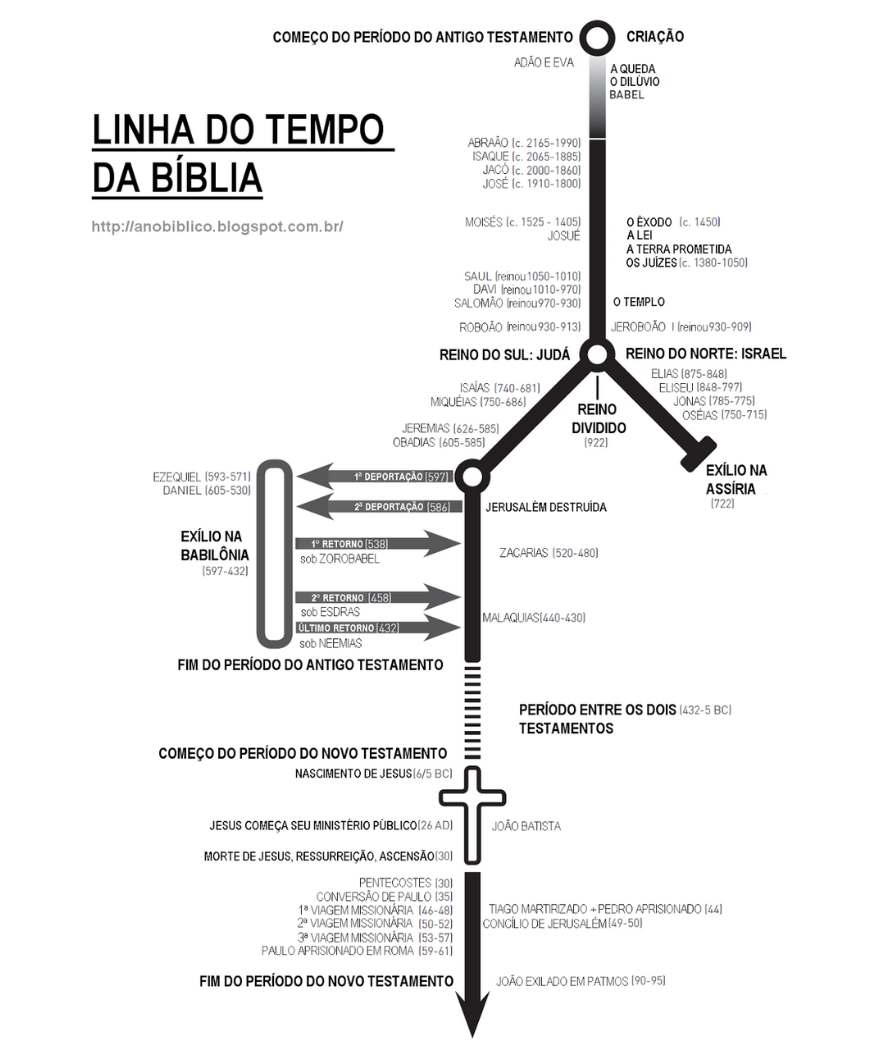 COMEÇO DO PERÍODO DO ANTIGO TESTAMENTO
CRIAÇÃO
ADÃO E EVA
A QUEDA
O DILÚVIO
BABEL
LINHA DO TEMPO
DA BÍBLIA
http://anobiblico.blogspot.com.br/
ABRAÃO (c. 2165-1990)
ISAQUE (c. 2065-1885)
JACÓ (c. 2000-1860)
JOSÉ (c. 1910-1800)
MOISÉS (c. 1525 - 1405)
JOSUÉ
O ÊXODO (c. 1450)
A LEI
A TERRA PROMETIDA
OS JUÍZES (c. 1380-1050)
SAUL (reinou 1050-1010)
DAVI (reinou 1010-970)
SALOMÃO (reinou 970-930)
O TEMPLO
ROBOÃO (reinou 930-913)
JEROBOÃO I (reinou 930-909)
REINO DO SUL: JUDÁ
REINO DO NORTE: ISRAEL
ISAÍAS (740-681)
MIQUÉIAS (750-686)
JEREMIAS (626-585)
OBADIAS (605-585)
REINO
DIVIDIDO
(922)
ELIAS (875-848)
ELISEU (848-797)
JONAS (785-775)
OSÉIAS (750-715)
EXÍLIO NA
ASSÍRIA
(722)
EZEQUIEL (593-571)
DANIEL (605-530)
1ª DEPORTAÇÃO (597)
2ª DEPORTAÇÃO (586)
JERUSALÉM DESTRUÍDA
EXÍLIO NA
BABILÔNIA
(597-432)
1º RETORNO (538)
sob ZOROBABEL
ZACARIAS (520-480)
2º RETORNO (458)
sob ESDRAS
MALAQUIAS(440-430)
ÚLTIMO RETORNO (432)
sob NEEMIAS
FIM DO PERÍODO DO ANTIGO TESTAMENTO
PERÍODO ENTRE OS DOIS (432-5 BC)
TESTAMENTOS
COMEÇO DO PERÍODO DO NOVO TESTAMENTO
NASCIMENTO DE JESUS (6/5 BC)
JESUS COMEÇA SEU MINISTÉRIO PÚBLICO (26 AD)
JOÃO BATISTA
MORTE DE JESUS, RESSURREIÇÃO, ASCENSÃO (30)
PENTECOSTES (30)
CONVERSÃO DE PAULO (35)
1ª VIAGEM MISSIONÁRIA (46-48)
2ª VIAGEM MISSIONÁRIA (50-52)
3ª VIAGEM MISSIONÁRIA (53-57)
PAULO APRISIONADO EM ROMA (59-61)
TIAGO MARTIRIZADO + PEDRO APRISIONADO (44)
CONCÍLIO DE JERUSALÉM (49-50)
FIM DO PERÍODO DO NOVO TESTAMENTO
JOÃO EXILADO EM PATMOS (90-95)